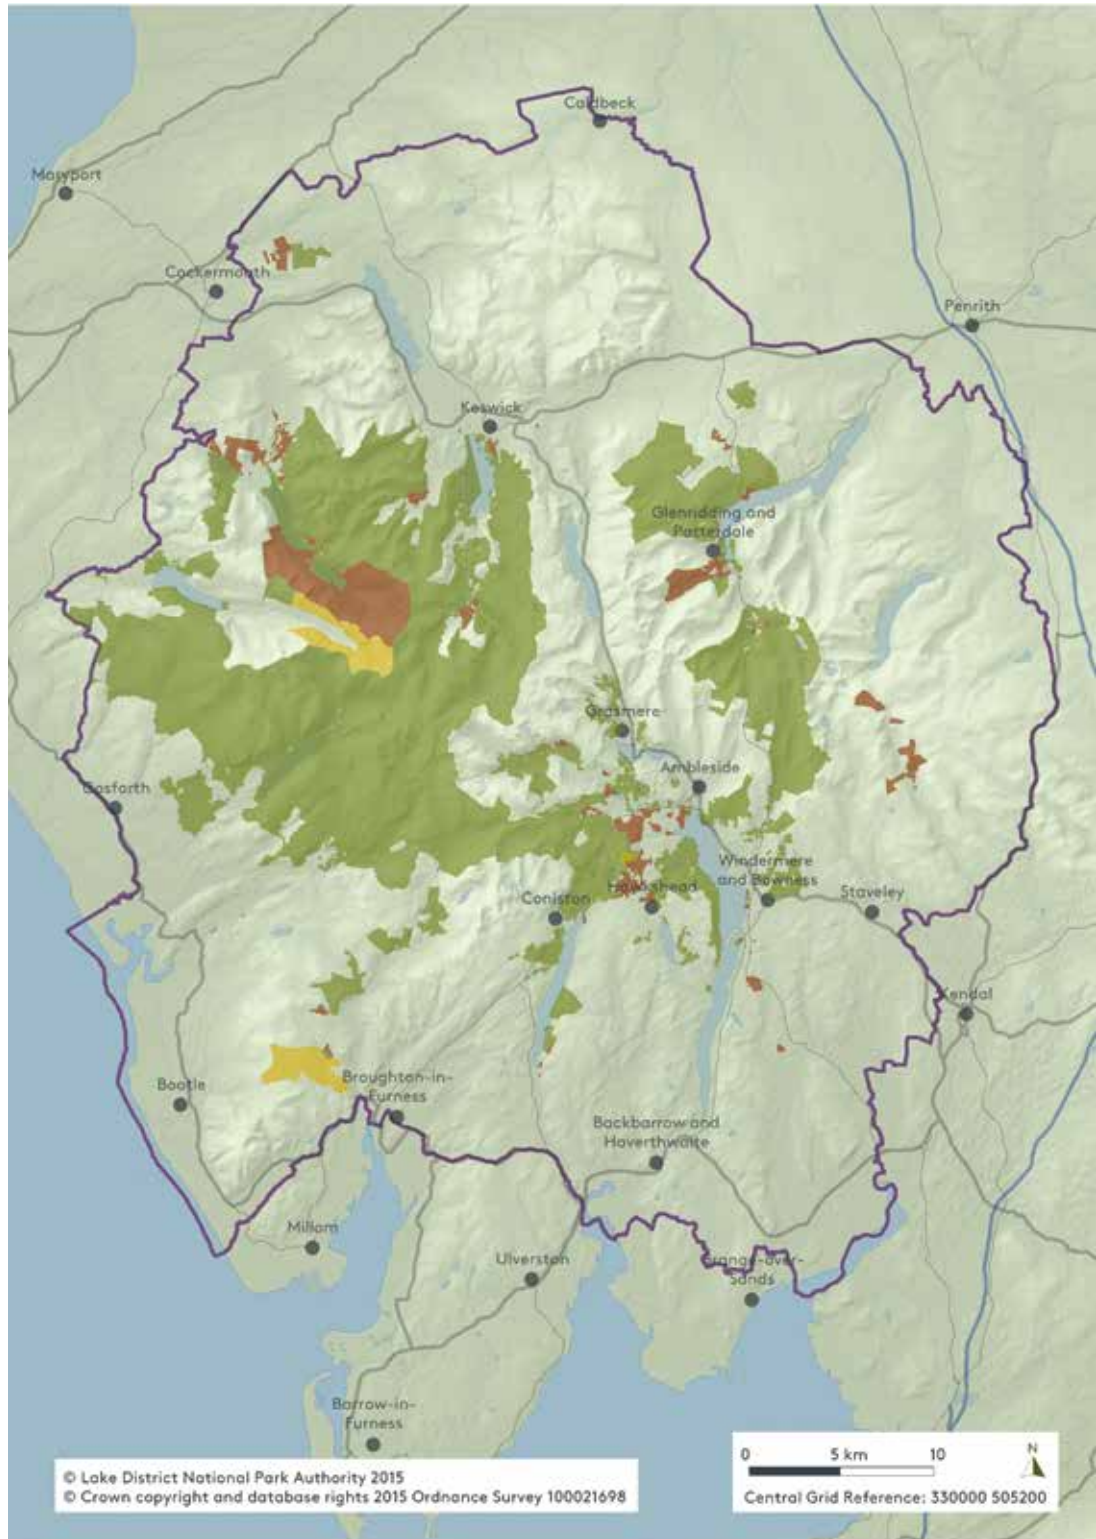 Caldbeck
Maryport
Cockermouth
Penrith
Keswick
Glenridding and
Patterdale
Grasmere
Ambleside
Gosforth
Windermere
and Bowness
Staveley
Hawkshead
Coniston
Kendal
Bootle
Broughton-in-
Furness
Backbarrow and
Haverthwaite
Millom
Ulverston
Grange-over-
Sands
Barrow-in-
Furness
0 5 km 10
N
Central Grid Reference: 330000 505200
© Lake District National Park Authority 2015
© Crown copyright and database rights 2015 Ordnance Survey 100021698